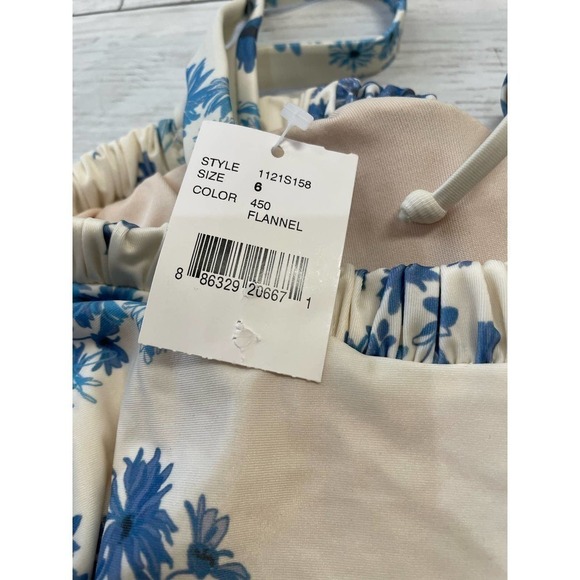 STYLE 1121S158
SIZE 6
COLOR 450
FLANNEL
8 86329 20667 1